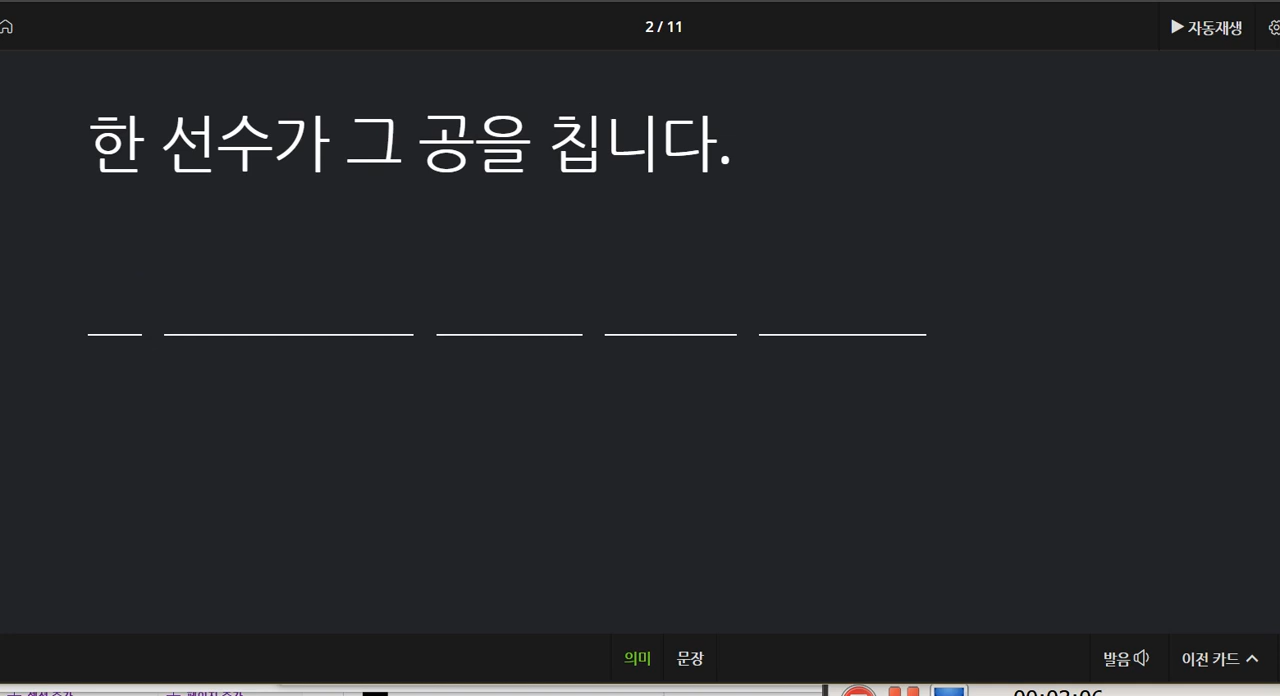 2 / 11
▶ 자동재생
한 선수가 그 공을 칩니다.
의미
문장
발음
이전 카드